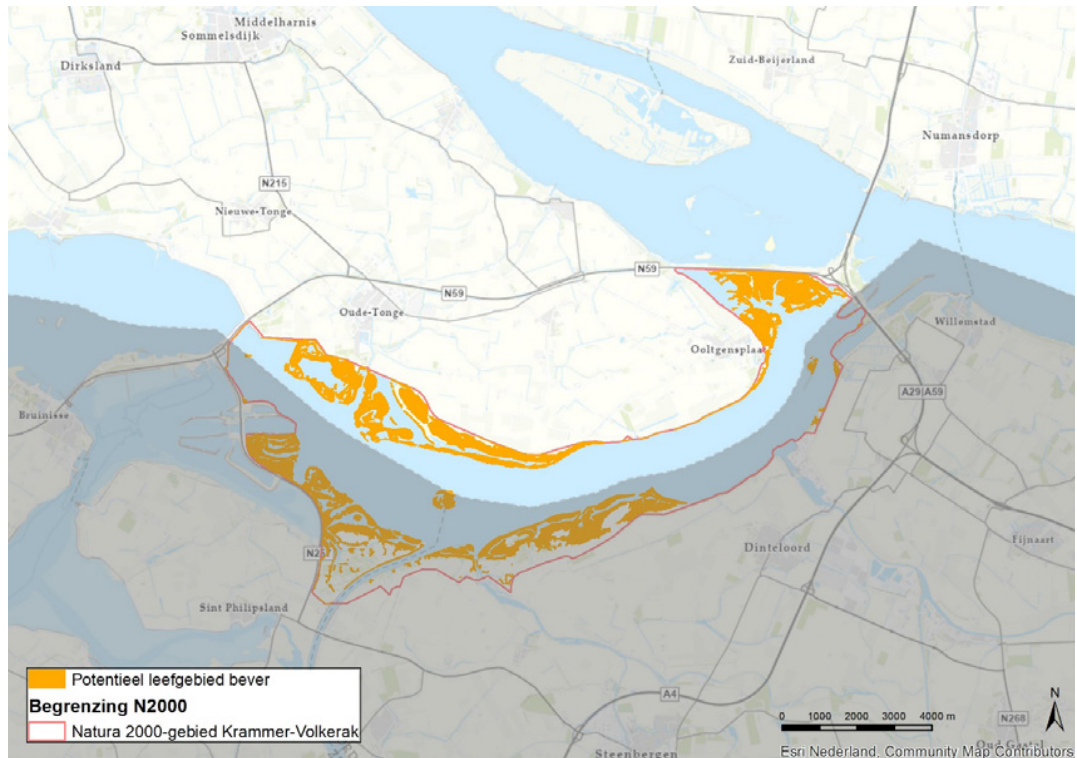 Middelharnis
Sommelsdijk
Dirksland
Zuid-Beijerland
Numansdorp
N215
Nieuwe-Tonge
N59
N59
Oude-Tonge
Willemstad
Ooltgensplaat
A29|A59
Bruinisse
Fijnaart
Dinteloord
Sint Philipsland
A4
N268
Oud Gastel
Steenbergen
Potentieel leefgebied bever
Begrenzing N2000
Natura 2000-gebied Krammer-Volkerak
N
0 1000 2000 3000 4000 m
Esri Nederland, Community Map Contributors